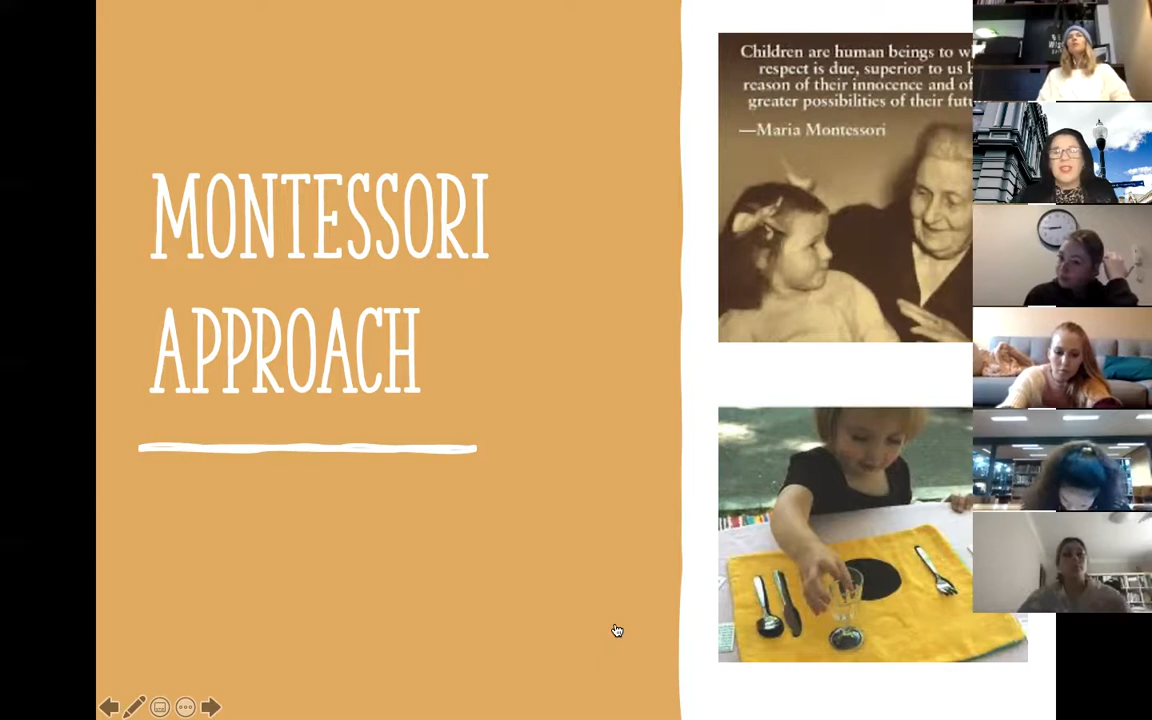 MONTESSORI
APPROACH
Children are human beings to w
respect is due, superior to us b
reason of their innocence and of
greater possibilities of their futu
—Maria Montessori